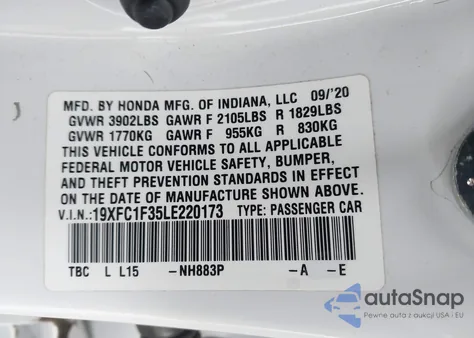 MFD. BY HONDA MFG. OF INDIANA, LLC 09/'20
GVWR 3902LBS GAWR F 2105LBS R 1829LBS
GVWR 1770KG GAWR F 955KG R 830KG
THIS VEHICLE CONFORMS TO ALL APPLICABLE
FEDERAL MOTOR VEHICLE SAFETY, BUMPER,
AND THEFT PREVENTION STANDARDS IN EFFECT
ON THE DATE OF MANUFACTURE SHOWN ABOVE.
V.I.N.:19XFC1F35LE220173 TYPE: PASSENGER CAR
TBC L L15 -NH883P -A -E
autoSnap
Pewne auta z USA i EU